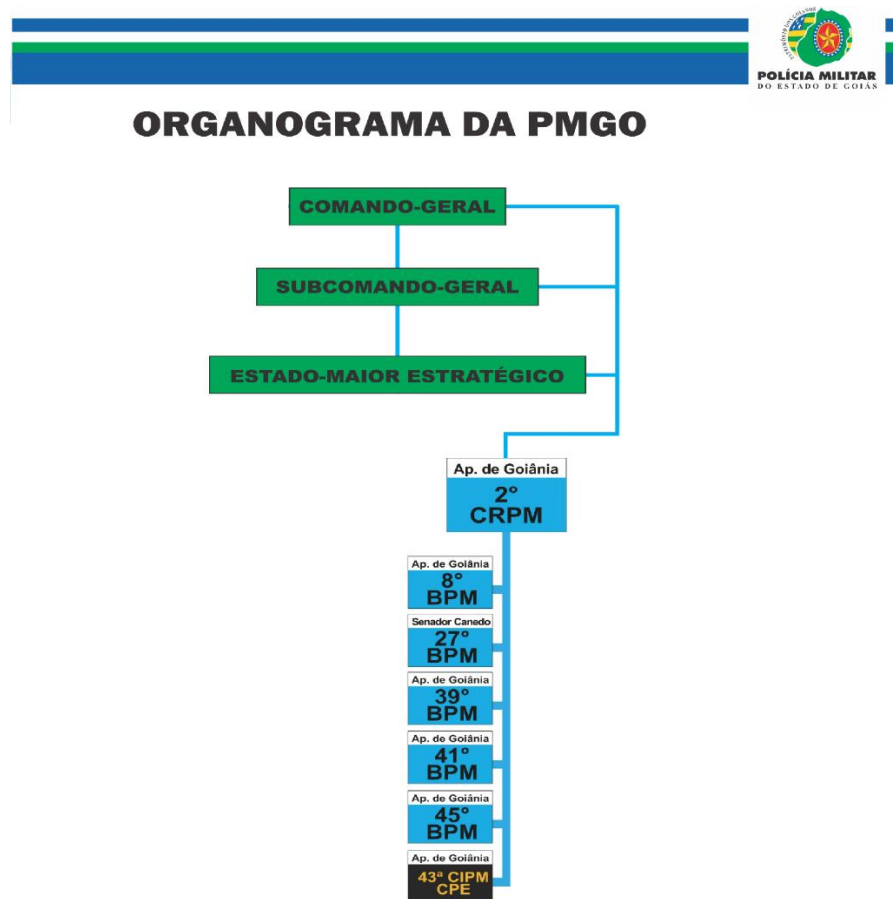 POLÍCIA MILITAR
DO ESTADO DE GOIÁS
ORGANOGRAMA DA PMGO
COMANDO-GERAL
SUBCOMANDO-GERAL
ESTADO-MAIOR ESTRATÉGICO
Ap. de Goiânia
2°
CRPM
Ap. de Goiânia
8°
BPM
Senador Canedo
27°
BPM
Ap. de Goiânia
39°
BPM
Ap. de Goiânia
41°
BPM
Ap. de Goiânia
45°
BPM
Ap. de Goiânia
43ª CIPM
CPE